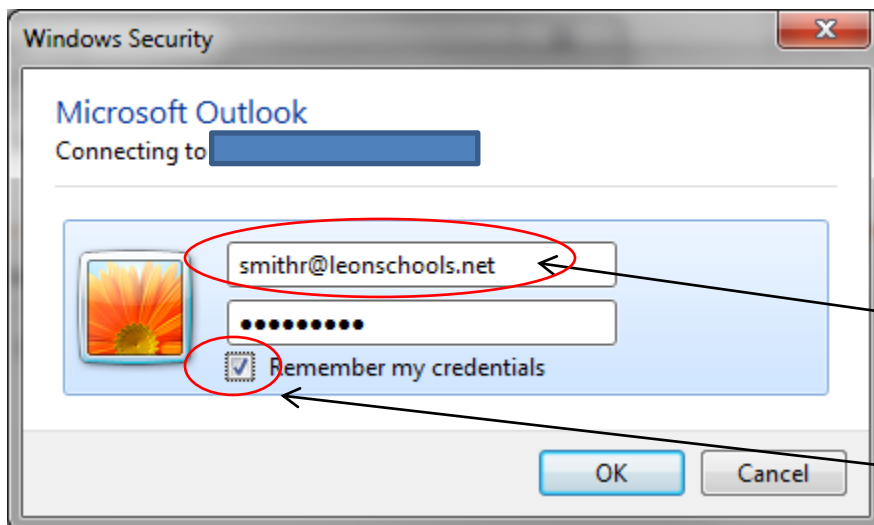 Windows Security
Microsoft Outlook
Connecting to
smithr@leonschools.net
●●●●●●●●●
Remember my credentials
OK
Cancel